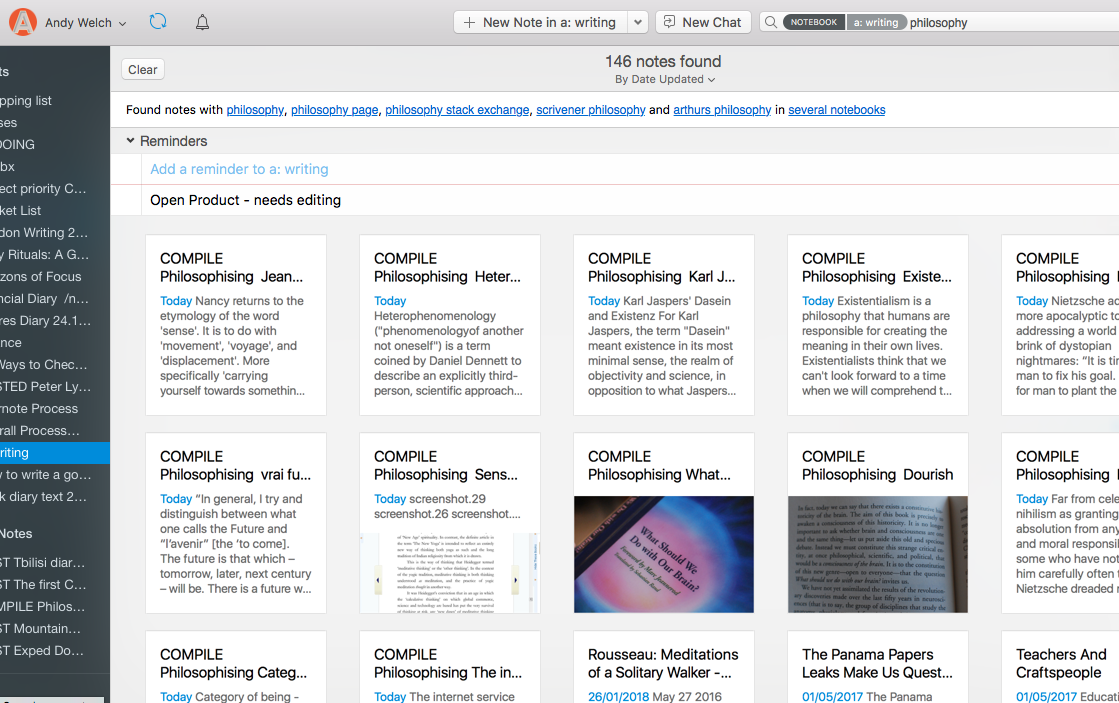 Andy Welch
New Note in a: writing
New Chat
NOTEBOOK a: writing philosophy
Clear
146 notes found
By Date Updated
Found notes with philosophy, philosophy page, philosophy stack exchange, scrivener philosophy and arthurs philosophy in several notebooks
Reminders
Add a reminder to a: writing
Open Product - needs editing
ts
pping list
ses
DOING
bx
ect priority C...
ket List
don Writing 2...
y Rituals: A G...
zons of Focus
ncial Diary /n...
res Diary 24.1...
nce
Ways to Chec...
STED Peter Ly...
rnote Process
rall Process...
riting
v to write a go...
k diary text 2...
Notes
ST Tbilisi diar...
ST The first C...
MPILE Philos...
ST Mountain...
ST Exped Do...
COMPILE
Philosophising Jean...
Today Nancy returns to the
etymology of the word
'sense'. It is to do with
'movement', 'voyage', and
'displacement'. More
specifically 'carrying
yourself towards somethin...
COMPILE
Philosophising Heter...
Today
Heterophenomenology
("phenomenologyof another
not oneself") is a term
coined by Daniel Dennett to
describe an explicitly third-
person, scientific approach...
COMPILE
Philosophising Karl J...
Today Karl Jaspers' Dasein
and Existenz For Karl
Jaspers, the term "Dasein"
meant existence in its most
minimal sense, the realm of
objectivity and science, in
opposition to what Jaspers...
COMPILE
Philosophising Existe...
Today Existentialism is a
philosophy that humans are
responsible for creating the
meaning in their own lives.
Existentialists think that we
can't look forward to a time
when we will comprehend t...
COMPILE
Philosophising
Today Nietzsche ad
more apocalyptic to
addressing a world
brink of dystopian
nightmares: “It is tin
man to fix his goal.
for man to plant the
COMPILE
Philosophising vrai fu...
Today “In general, I try and
distinguish between what
one calls the Future and
“l’avenir” [the ‘to come].
The future is that which –
tomorrow, later, next century
– will be. There is a future w...
COMPILE
Philosophising Sens...
Today screenshot.29
screenshot.26 screenshot....
COMPILE
Philosophising What...
What Should We
Do with Our Brain?
COMPILE
Philosophising Dourish
COMPILE
Philosophising
Today Far from cele
nihilism as granting
absolution from any
and moral responsi
some who have not
him carefully often t
Nietzsche dreaded n
COMPILE
Philosophising Categ...
Today Category of being -
COMPILE
Philosophising The in...
Today The internet service
Rousseau: Meditations
of a Solitary Walker -...
26/01/2018 May 27 2016
The Panama Papers
Leaks Make Us Quest...
01/05/2017 The Panama
Teachers And
Craftspeople
01/05/2017 Educati